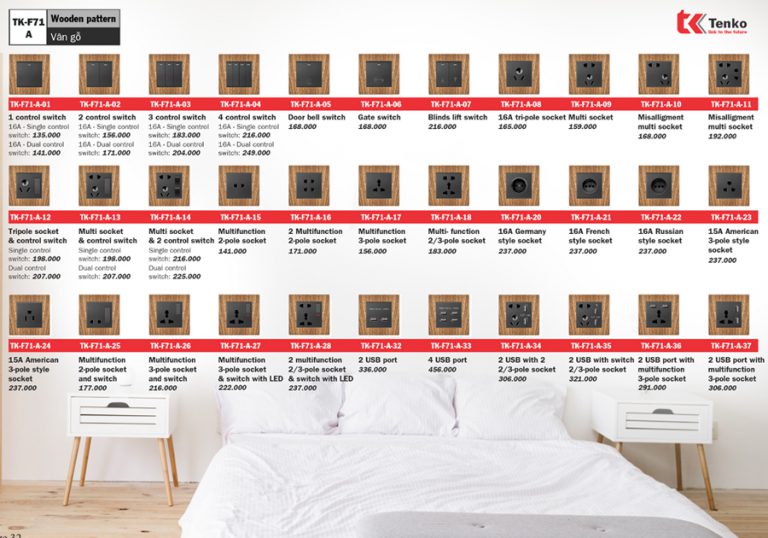 TK-F71
A
Wooden pattern
Vân gỗ
Tenko
link to the future
TK-F71-A-01
TK-F71-A-02
TK-F71-A-03
TK-F71-A-04
TK-F71-A-05
TK-F71-A-06
TK-F71-A-07
TK-F71-A-08
TK-F71-A-09
TK-F71-A-10
TK-F71-A-11
1 control switch
16A - Single control
switch: 135.000
16A - Dual control
switch: 141.000
2 control switch
16A - Single control
switch: 156.000
16A - Dual control
switch: 171.000
3 control switch
16A - Single control
switch: 183.000
16A - Dual control
switch: 204.000
4 control switch
16A - Single control
switch: 216.000
16A - Dual control
switch: 249.000
Door bell switch
168.000
Gate switch
168.000
Blinds lift switch
216.000
16A tri-pole socket
165.000
Multi socket
159.000
Misalligment
multi socket
168.000
Misalligment
multi socket
192.000
TK-F71-A-12
TK-F71-A-13
TK-F71-A-14
TK-F71-A-15
TK-F71-A-16
TK-F71-A-17
TK-F71-A-18
TK-F71-A-20
TK-F71-A-21
TK-F71-A-22
TK-F71-A-23
Tripole socket
& control switch
Single control
switch: 198.000
Dual control
switch: 207.000
Multi socket
& control switch
Single control
switch: 198.000
Dual control
switch: 207.000
Multi socket
& 2 control switch
Single control
switch: 216.000
Dual control
switch: 225.000
Multifunction
2-pole socket
141.000
2 Multifunction
2-pole socket
171.000
Multifunction
3-pole socket
156.000
Multi- function
2/3-pole socket
183.000
16A Germany
style socket
237.000
16A French
style socket
237.000
16A Russian
style socket
237.000
15A American
3-pole style
socket
237.000
TK-F71-A-24
TK-F71-A-25
TK-F71-A-26
TK-F71-A-27
TK-F71-A-28
TK-F71-A-32
TK-F71-A-33
TK-F71-A-34
TK-F71-A-35
TK-F71-A-36
TK-F71-A-37
15A American
3-pole style
socket
237.000
Multifunction
2-pole socket
and switch
177.000
Multifunction
3-pole socket
and switch
216.000
Multifunction
3-pole socket
& switch with LED
222.000
2 multifunction
2/3-pole socket
& switch with LED
237.000
2 USB port
336.000
4 USB port
456.000
2 USB with 2
2/3-pole socket
306.000
2 USB with switch
2/3-pole socket
321.000
2 USB port with
multifunction
3-pole socket
291.000
2 USB port with
multifunction
3-pole socket
306.000